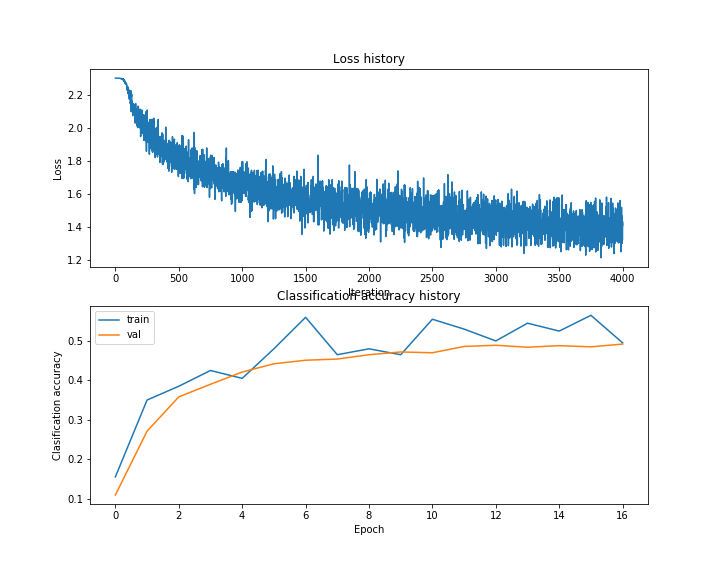 Loss history
2.2
2.0
1.8
1.6
1.4
1.2
Loss
0 500 1000 1500 2000 2500 3000 3500 4000
Iteration
Classification accuracy history
train
val
0.5
0.4
0.3
0.2
0.1
Clasification accuracy
0 2 4 6 8 10 12 14 16
Epoch